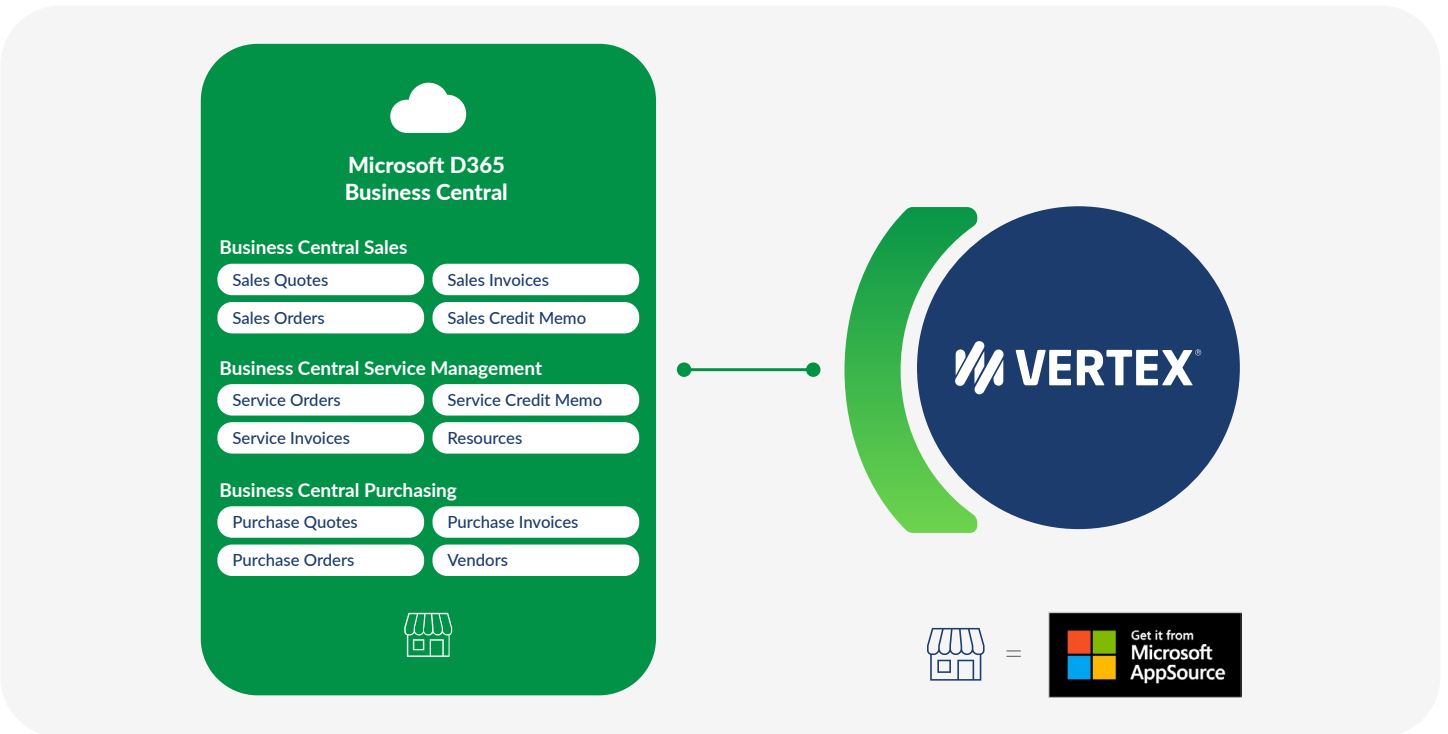 Microsoft D365
Business Central
Business Central Sales
Sales Quotes
Sales Invoices
Sales Orders
Sales Credit Memo
Business Central Service Management
Service Orders
Service Credit Memo
Service Invoices
Resources
Business Central Purchasing
Purchase Quotes
Purchase Invoices
Purchase Orders
Vendors
VERTEX®
=
Get it from
Microsoft
AppSource